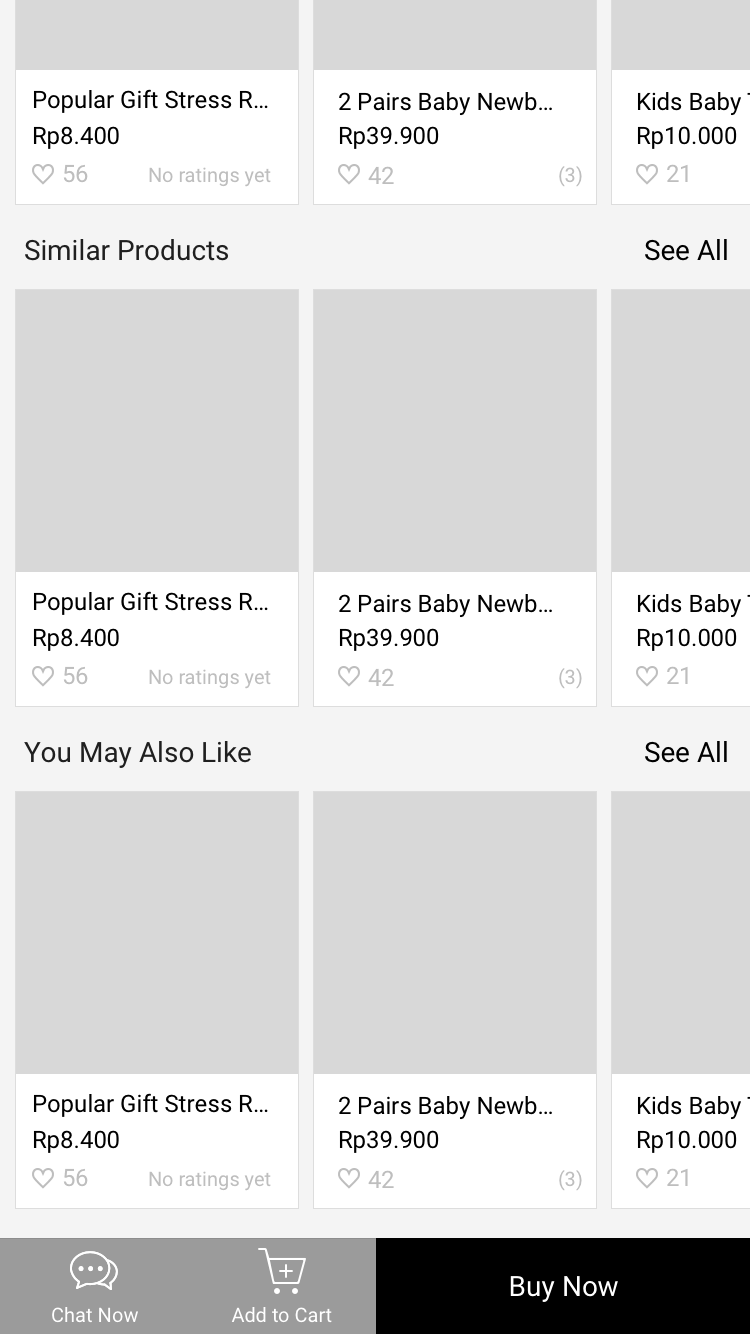 Popular Gift Stress R...
2 Pairs Baby Newb...
Kids Baby
Rp8.400
Rp39.900
Rp10.000
56
No ratings yet
42
(3)
21
Similar Products
See All
Popular Gift Stress R...
2 Pairs Baby Newb...
Kids Baby
Rp8.400
Rp39.900
Rp10.000
56
No ratings yet
42
(3)
21
You May Also Like
See All
Popular Gift Stress R...
2 Pairs Baby Newb...
Kids Baby
Rp8.400
Rp39.900
Rp10.000
56
No ratings yet
42
(3)
21
Chat Now
Add to Cart
Buy Now